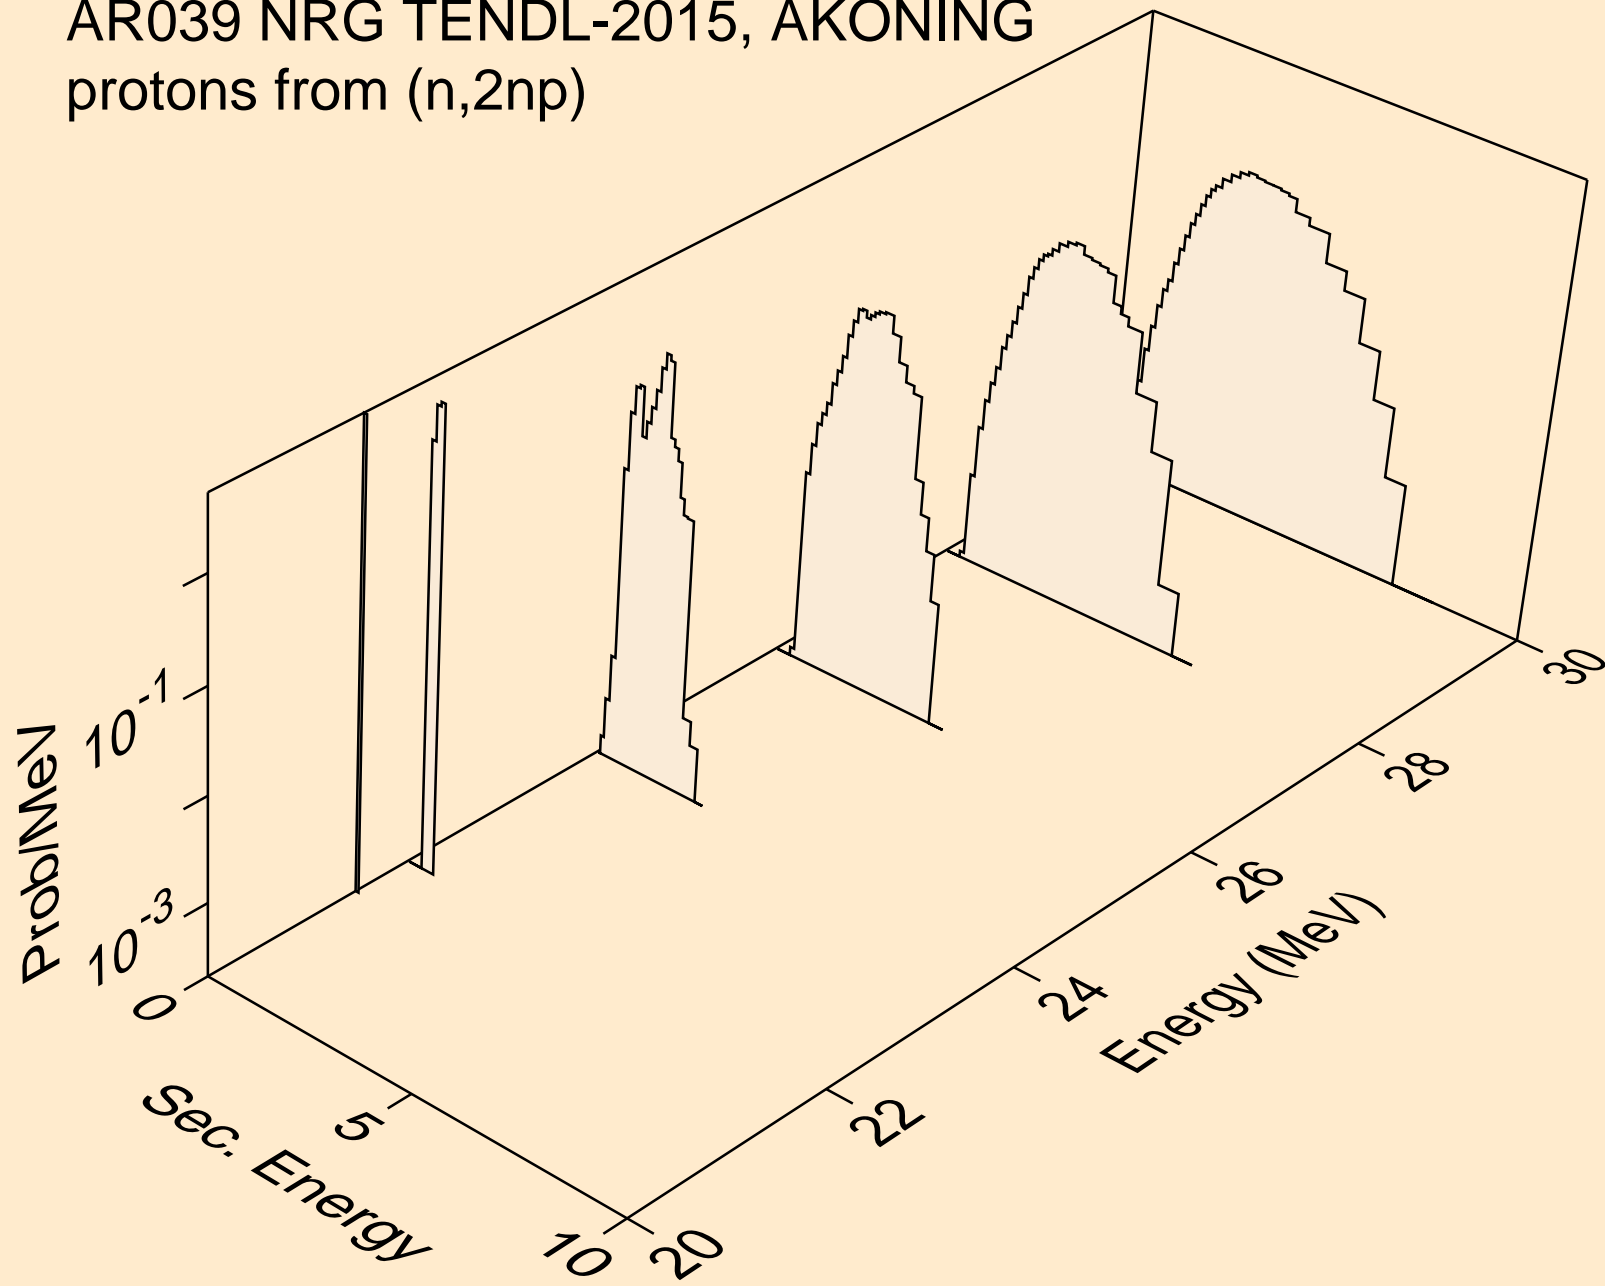 AR039 NRG TENDL-2015, AKONING
protons from (n,2np)
Prob/MeV
10^-1
10^-3
0
5
10
Sec. Energy
20
22
24
26
28
30
Energy (MeV)